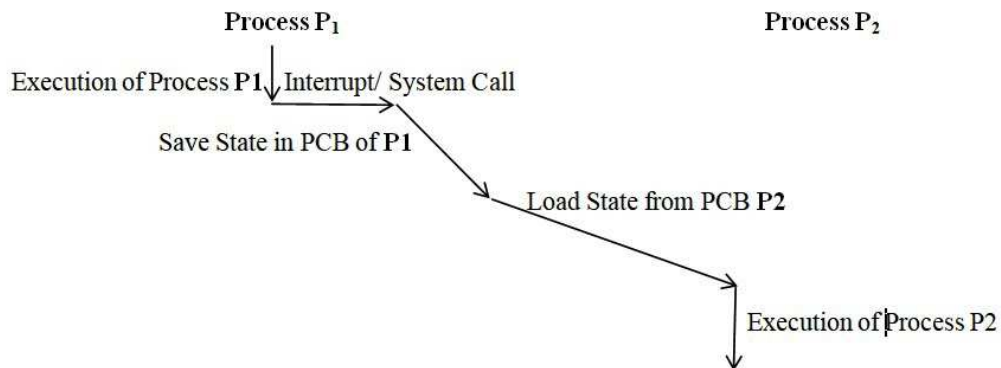 Process P₁
Process P₂
Execution of Process P1
Interrupt/ System Call
Save State in PCB of P1
Load State from PCB P2
Execution of Process P2